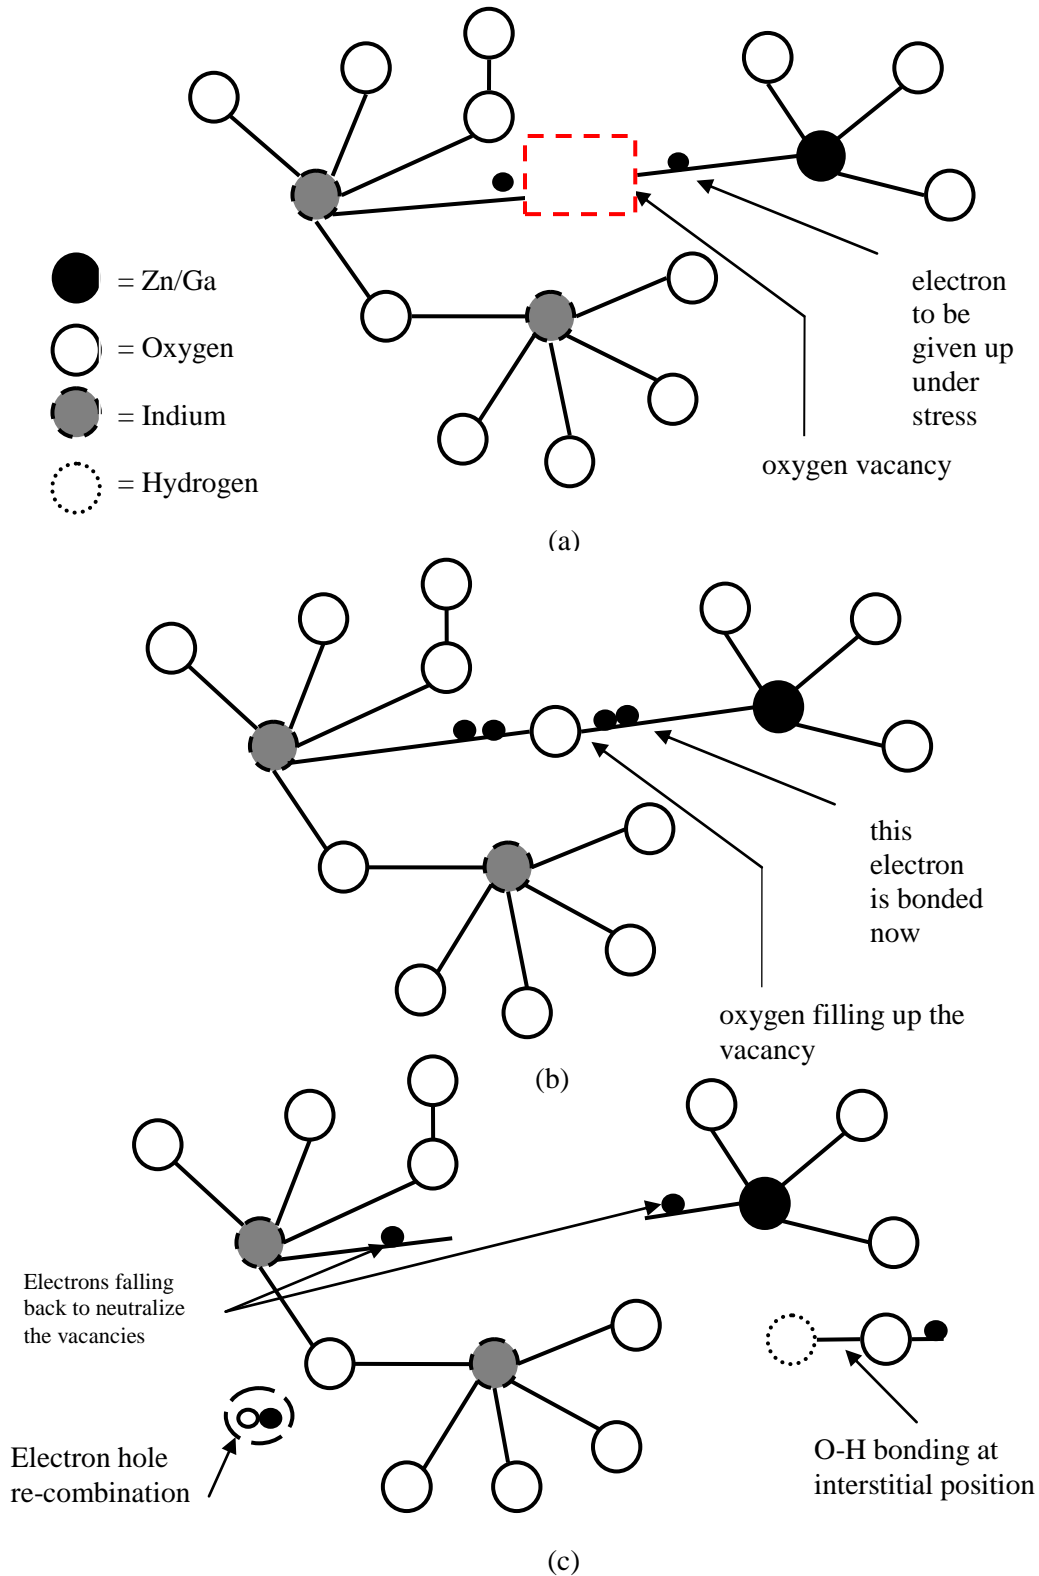 = Zn/Ga
= Oxygen
= Indium
= Hydrogen
electron
to be
given up
under
stress
oxygen vacancy
(a)
this
electron
is bonded
now
oxygen filling up the
vacancy
(b)
Electrons falling
back to neutralize
the vacancies
Electron hole
re-combination
O-H bonding at
interstitial position
(c)